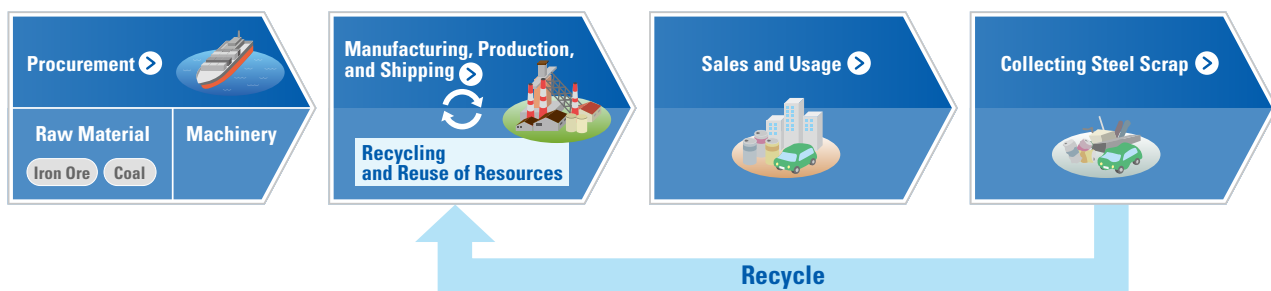 Procurement
Raw Material
Iron Ore
Coal
Machinery
Manufacturing, Production,
and Shipping
Recycling
and Reuse of Resources
Sales and Usage
Collecting Steel Scrap
Recycle